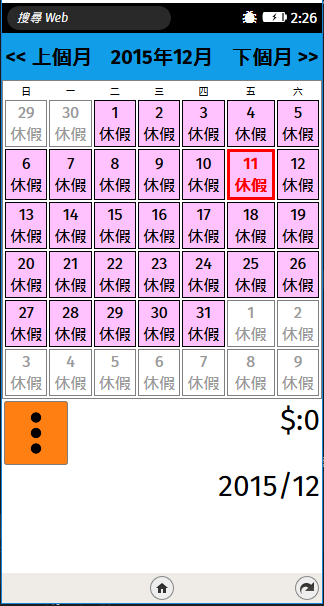 搜尋 Web 2:26
<< 上個月 2015年12月 下個月 >>
日 一 二 三 四 五 六
29 30 1 2 3 4 5
休假 休假 休假 休假 休假 休假 休假
6 7 8 9 10 11 12
休假 休假 休假 休假 休假 休假 休假
13 14 15 16 17 18 19
休假 休假 休假 休假 休假 休假 休假
20 21 22 23 24 25 26
休假 休假 休假 休假 休假 休假 休假
27 28 29 30 31 1 2
休假 休假 休假 休假 休假 休假 休假
3 4 5 6 7 8 9
休假 休假 休假 休假 休假 休假 休假
$:0
2015/12